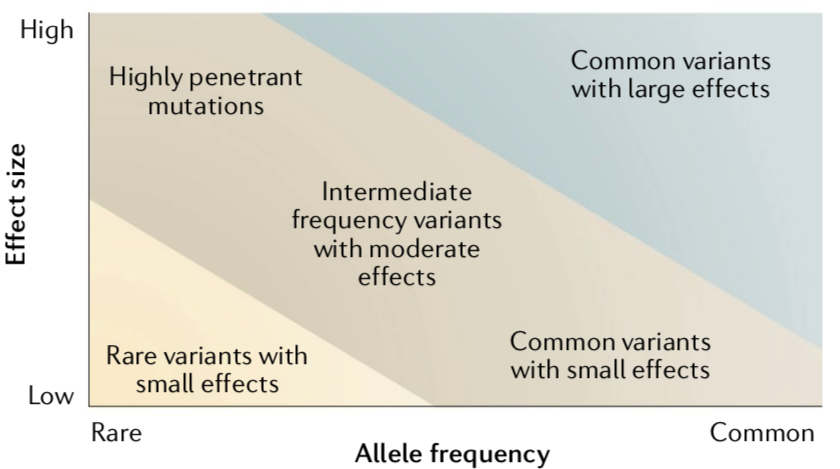 High
Highly penetrant
mutations
Common variants
with large effects
Effect size
Intermediate
frequency variants
with moderate
effects
Rare variants with
small effects
Common variants
with small effects
Low
Rare
Common
Allele frequency